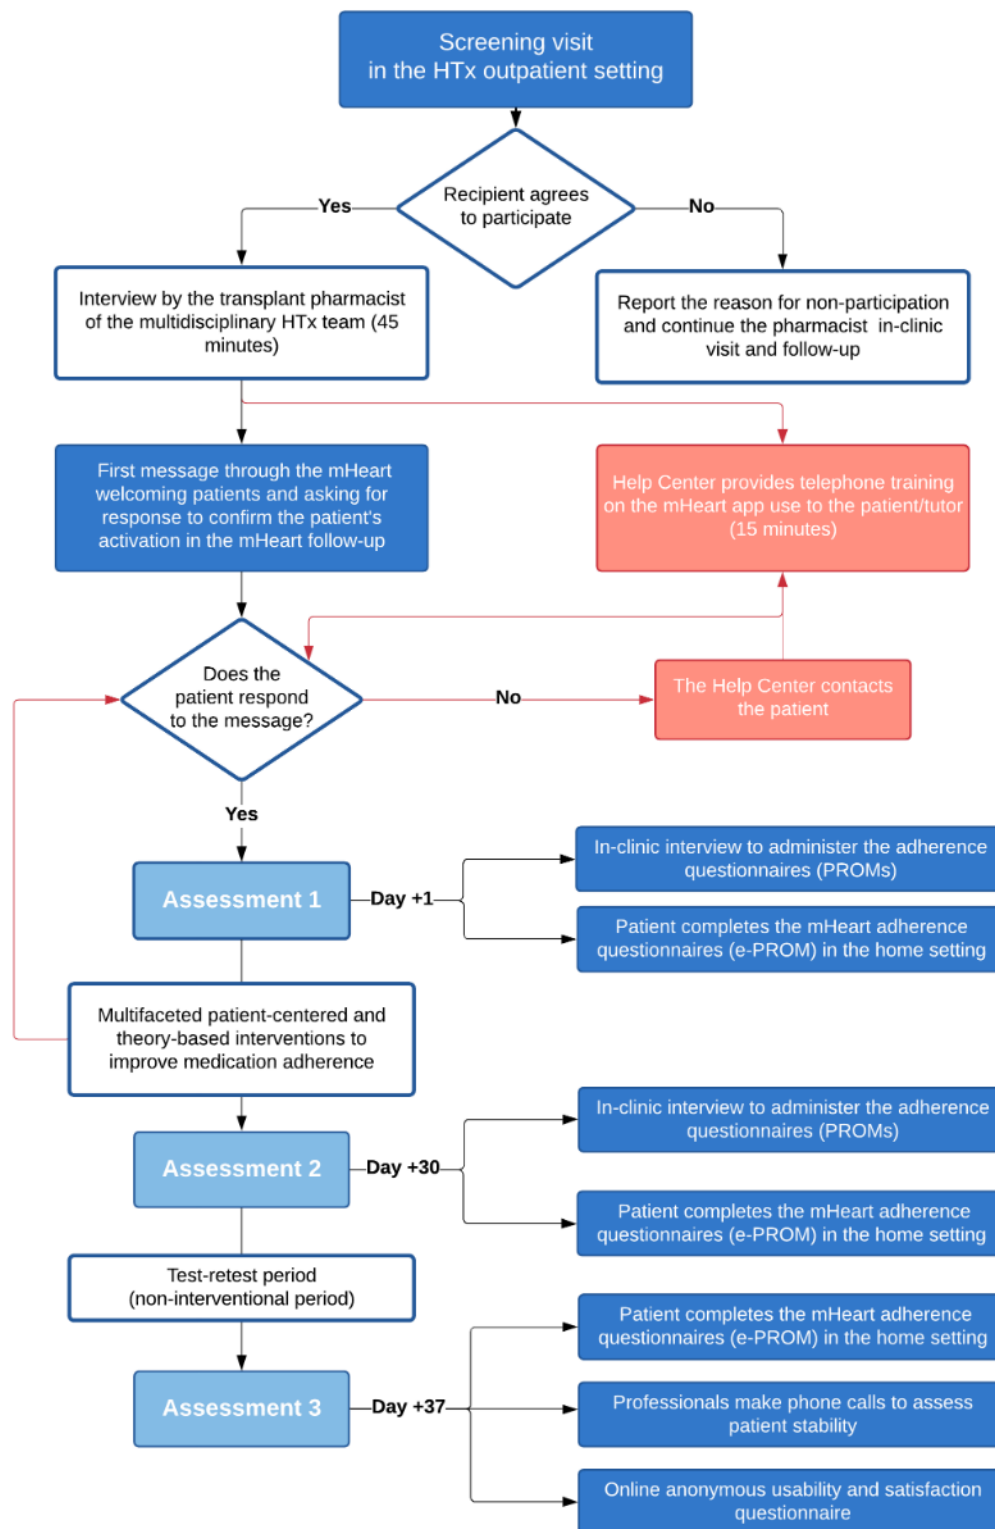 Screening visit
in the HTx outpatient setting
Recipient agrees
to participate
Yes
No
Interview by the transplant pharmacist
of the multidisciplinary HTx team (45
minutes)
Report the reason for non-participation
and continue the pharmacist in-clinic
visit and follow-up
First message through the mHeart
welcoming patients and asking for
response to confirm the patient's
activation in the mHeart follow-up
Help Center provides telephone training
on the mHeart app use to the patient/tutor
(15 minutes)
Does the
patient respond
to the message?
No
The Help Center contacts
the patient
Yes
Assessment 1
Day +1
In-clinic interview to administer the adherence
questionnaires (PROMs)
Patient completes the mHeart adherence
questionnaires (e-PROM) in the home setting
Multifaceted patient-centered and
theory-based interventions to
improve medication adherence
Assessment 2
Day +30
In-clinic interview to administer the adherence
questionnaires (PROMs)
Patient completes the mHeart adherence
questionnaires (e-PROM) in the home setting
Test-retest period
(non-interventional period)
Assessment 3
Day +37
Patient completes the mHeart adherence
questionnaires (e-PROM) in the home setting
Professionals make phone calls to assess
patient stability
Online anonymous usability and satisfaction
questionnaire